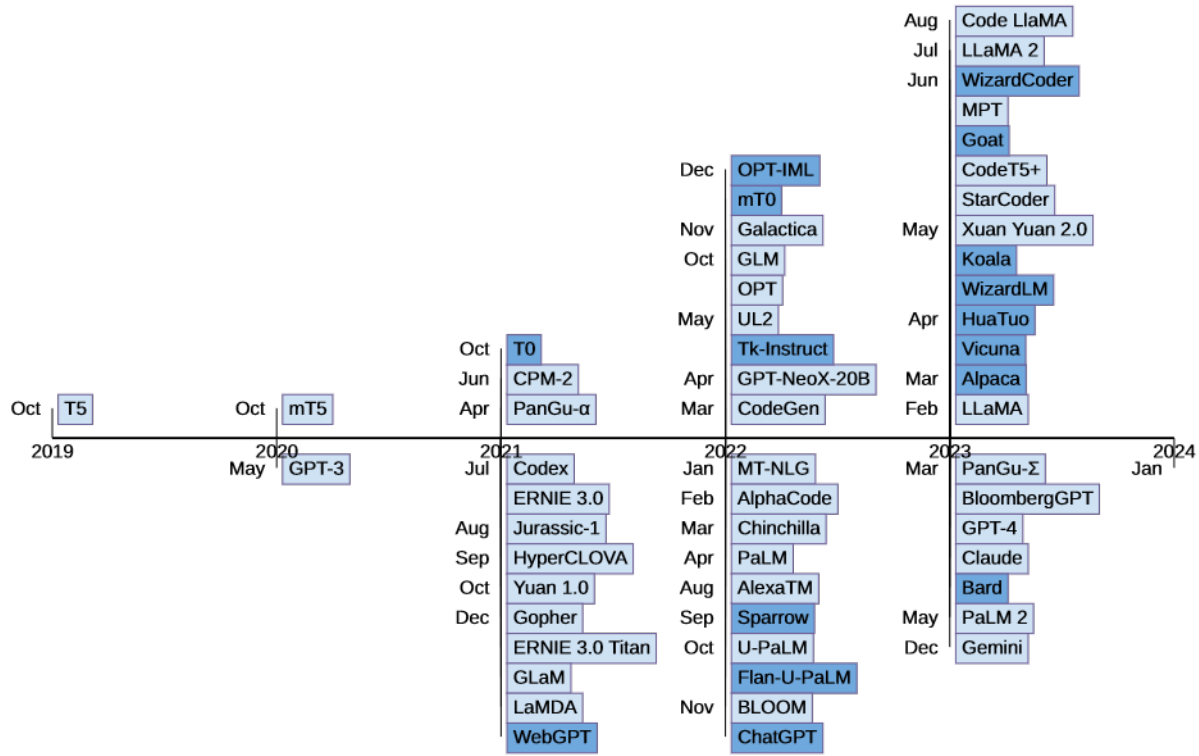 Aug Code LlaMA
Jul LLaMA 2
Jun WizardCoder
MPT
Goat
Dec OPT-IML CodeT5+
mT0 StarCoder
Nov Galactica May Xuan Yuan 2.0
Oct GLM Koala
OPT WizardLM
May UL2 Apr HuaTuo
Oct T0 Tk-Instruct Vicuna
Jun CPM-2 Apr GPT-NeoX-20B Mar Alpaca
Oct T5 Oct mT5 Apr PanGu-α Mar CodeGen Feb LLaMA
2019 2020 2021 2022 2023 2024
May GPT-3 Jul Codex Jan MT-NLG Mar PanGu-Σ Jan
ERNIE 3.0 Feb AlphaCode BloombergGPT
Aug Jurassic-1 Mar Chinchilla GPT-4
Sep HyperCLOVA Apr PaLM Claude
Oct Yuan 1.0 Aug AlexaTM Bard
Dec Gopher Sep Sparrow May PaLM 2
ERNIE 3.0 Titan Oct U-PaLM Dec Gemini
GLaM Flan-U-PaLM
LaMDA Nov BLOOM
WebGPT ChatGPT